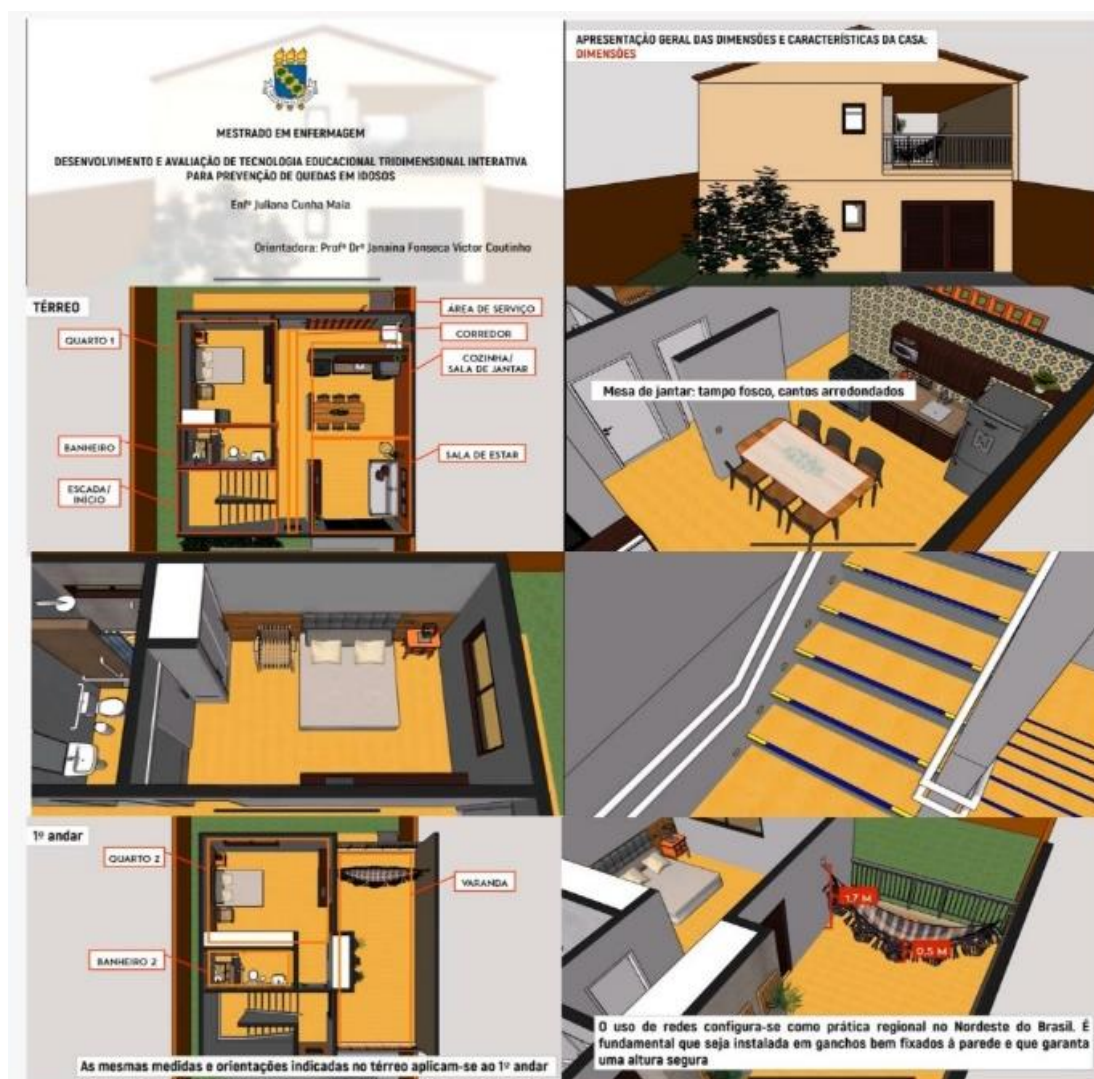 MESTRADO EM ENFERMAGEM
DESENVOLVIMENTO E AVALIAÇÃO DE TECNOLOGIA EDUCACIONAL TRIDIMENSIONAL INTERATIVA
PARA PREVENÇÃO DE QUEDAS EM IDOSOS
Enfª Juliana Cunha Maia
Orientadora: Profª Drª Janaina Fonseca Victor Coutinho
APRESENTAÇÃO GERAL DAS DIMENSÕES E CARACTERÍSTICAS DA CASA:
DIMENSÕES
TÉRREO
QUARTO 1
BANHEIRO
ESCADA/
INÍCIO
ÁREA DE SERVIÇO
CORREDOR
COZINHA/
SALA DE JANTAR
SALA DE ESTAR
Mesa de jantar: tampo fosco, cantos arredondados
1º andar
QUARTO 2
BANHEIRO 2
VARANDA
As mesmas medidas e orientações indicadas no térreo aplicam-se ao 1º andar
1.7 M
0.5 M
O uso de redes configura-se como prática regional no Nordeste do Brasil. É
fundamental que seja instalada em ganchos bem fixados á parede e que garanta
uma altura segura